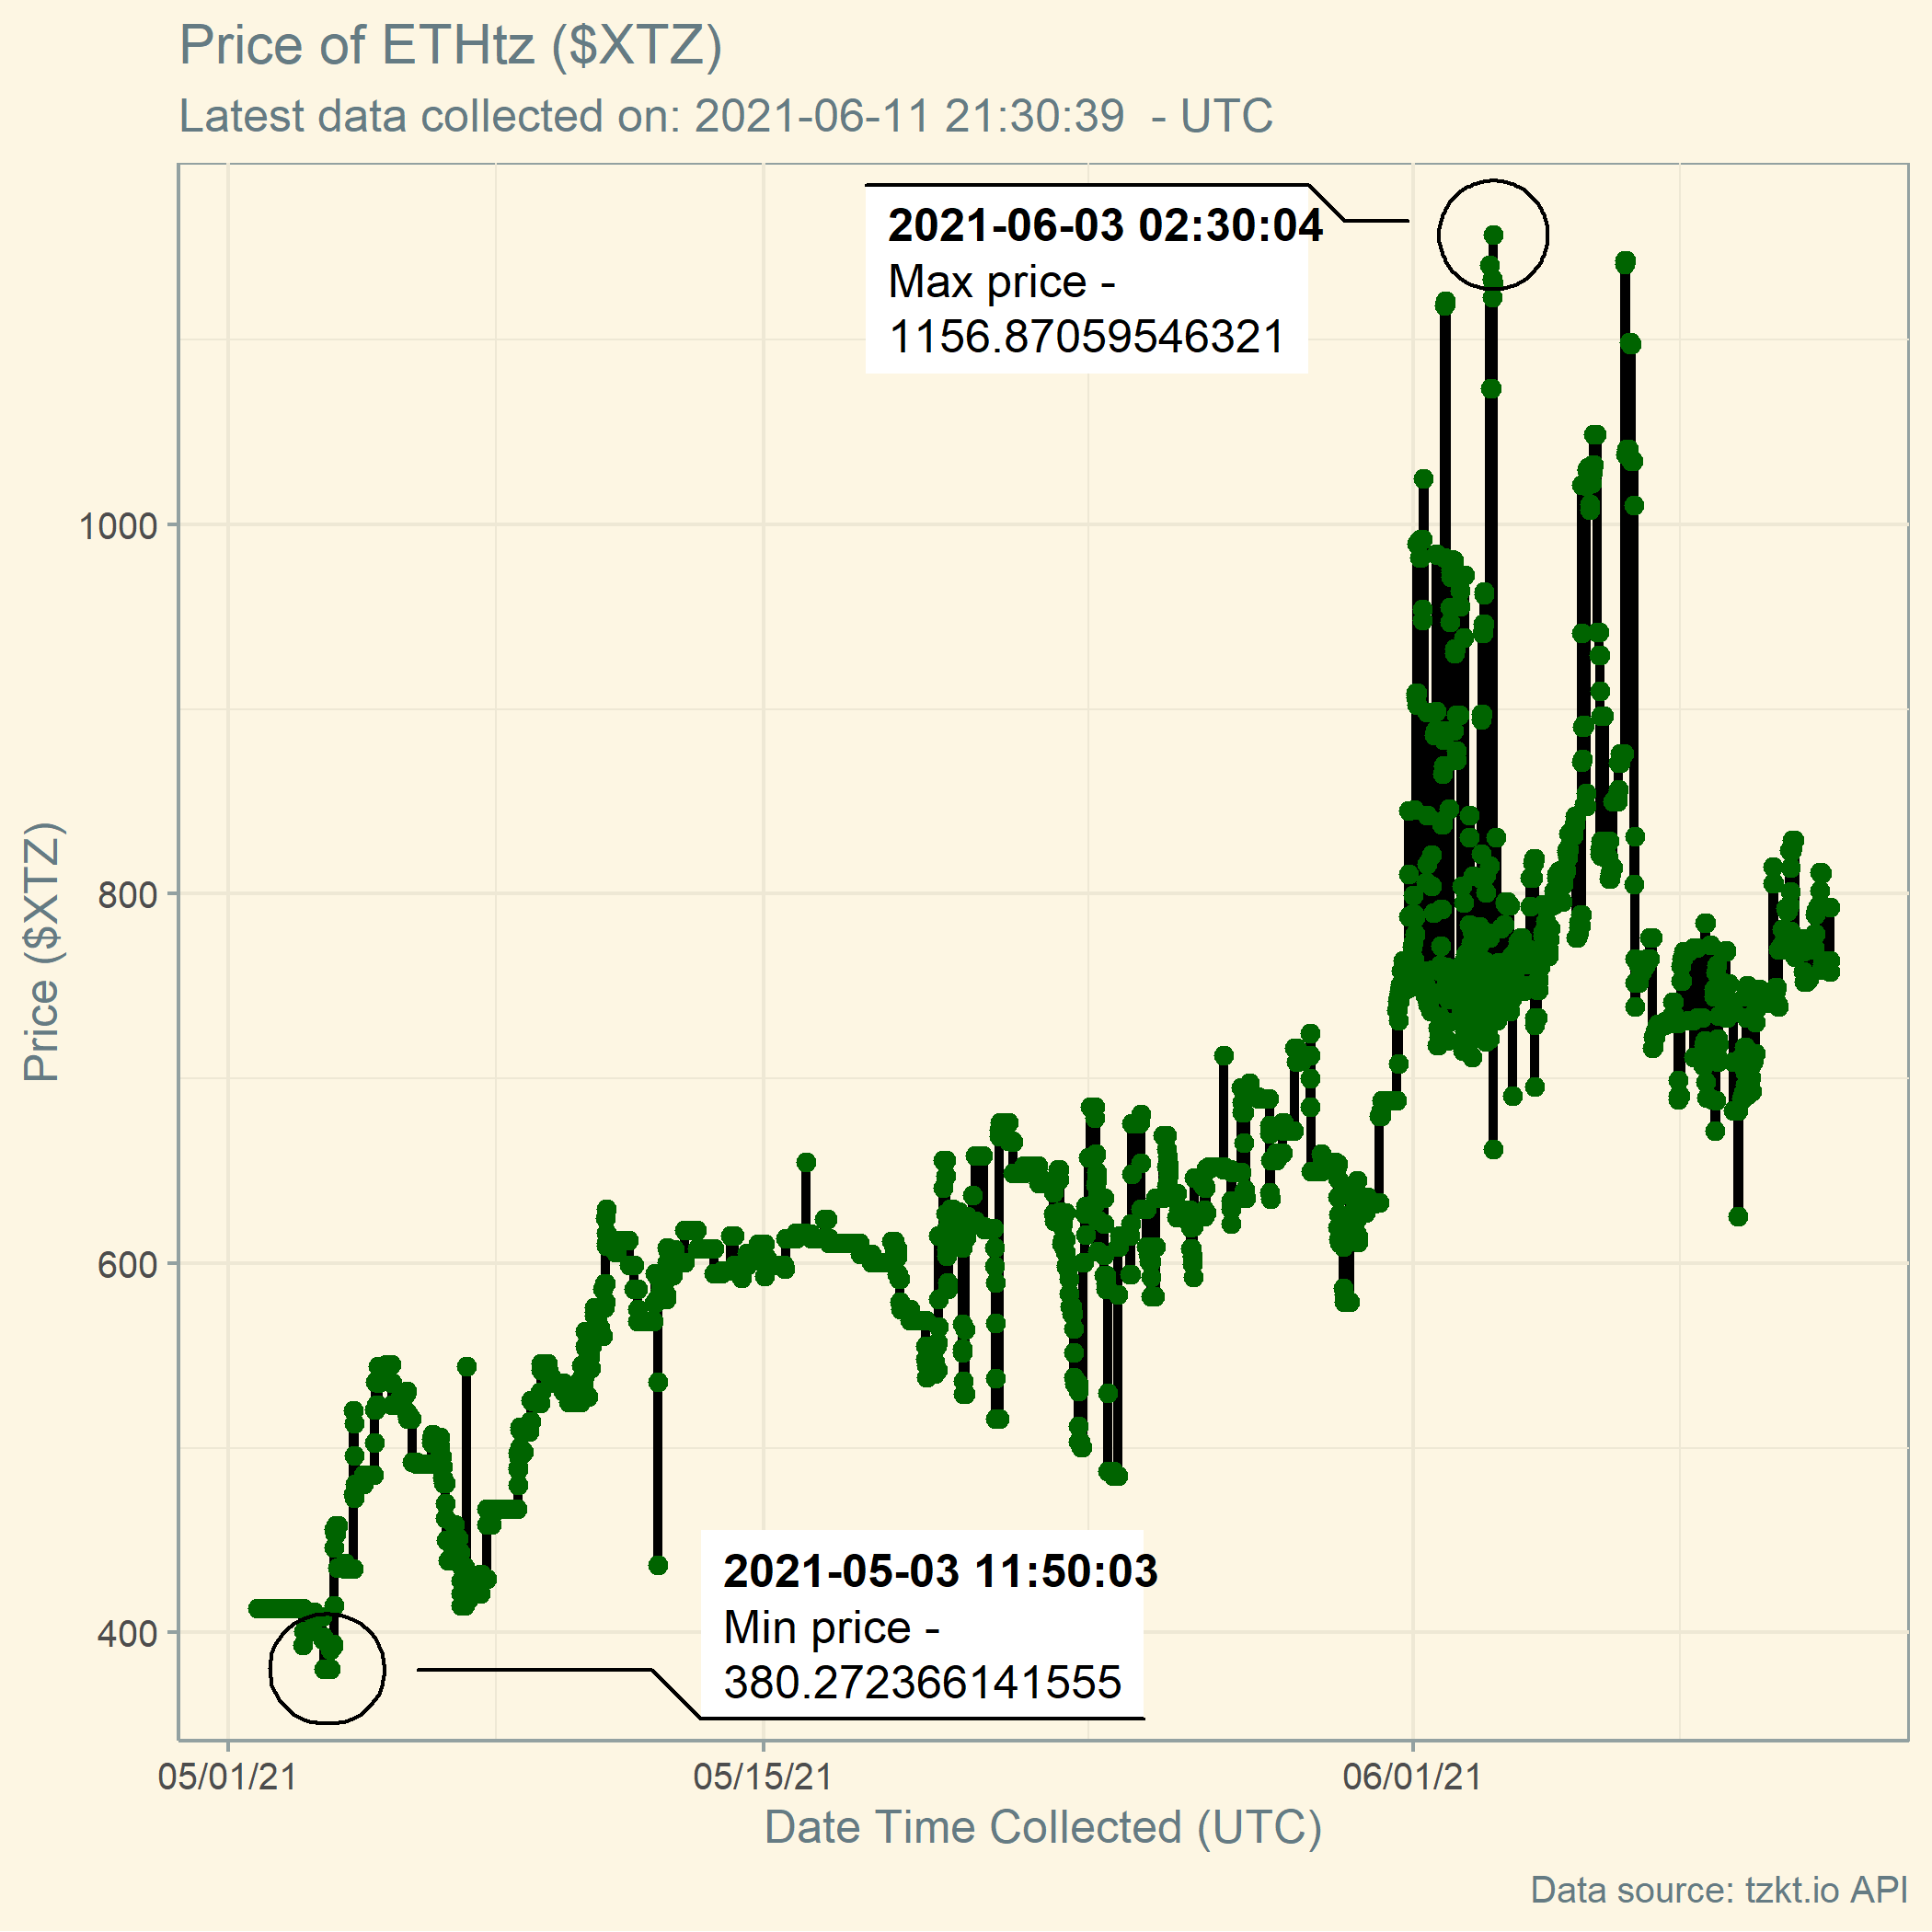 Price of ETHtz ($XTZ)
Latest data collected on: 2021-06-11 21:30:39  - UTC
2021-06-03 02:30:04
Max price -
1156.87059546321
1000
800
600
400
Price ($XTZ)
2021-05-03 11:50:03
Min price -
380.272366141555
05/01/21
05/15/21
06/01/21
Date Time Collected (UTC)
Data source: tzkt.io API